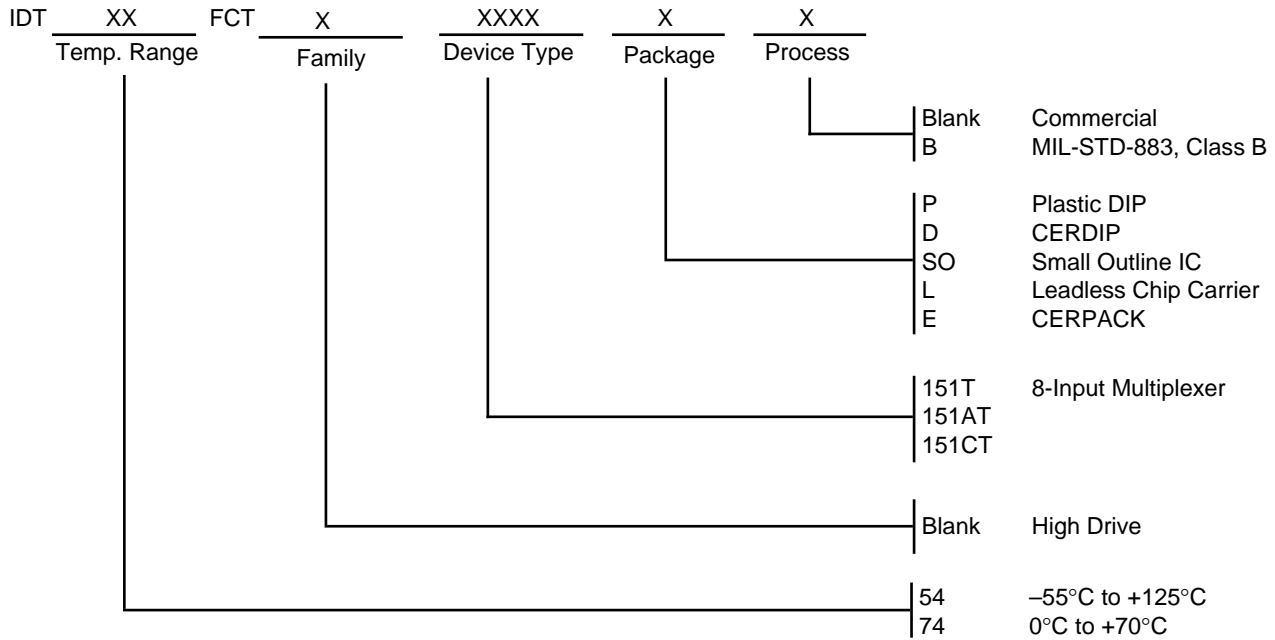 IDT XX FCT X XXXX X X
Temp. Range Family Device Type Package Process
Blank Commercial
B MIL-STD-883, Class B
P Plastic DIP
D CERDIP
SO Small Outline IC
L Leadless Chip Carrier
E CERPACK
151T 8-Input Multiplexer
151AT
151CT
Blank High Drive
54 –55°C to +125°C
74 0°C to +70°C